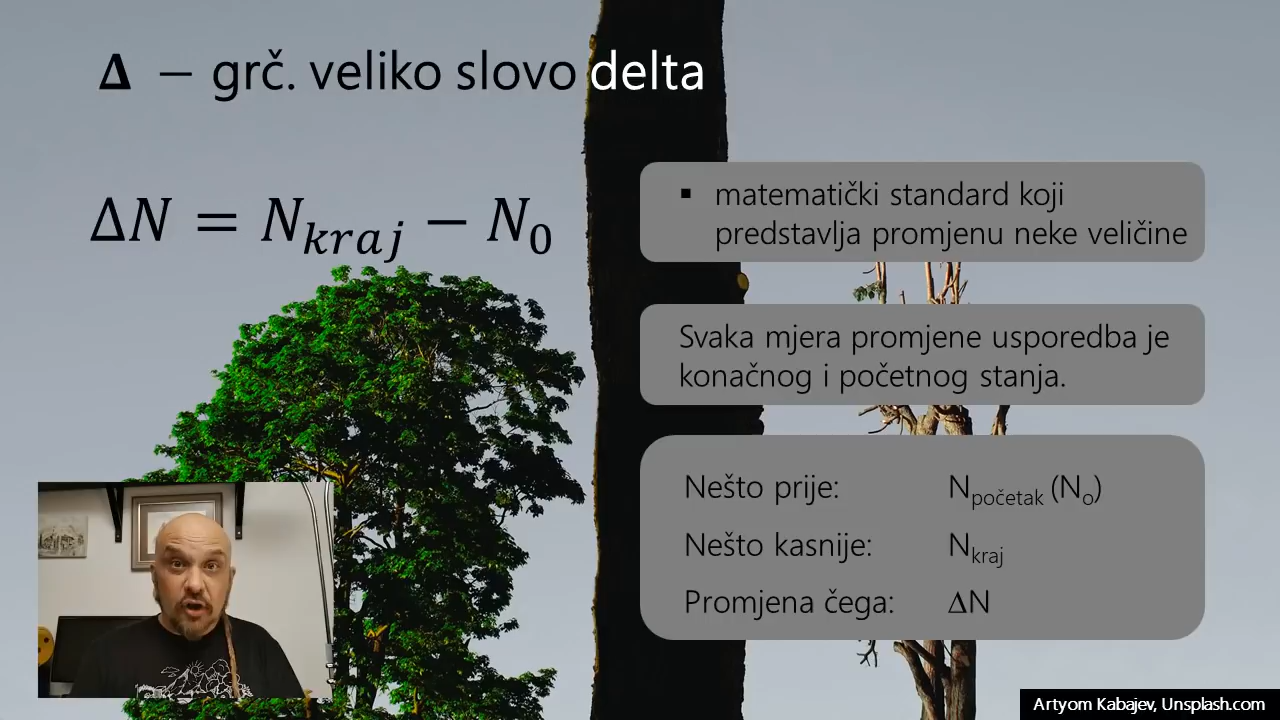 Δ – grč. veliko slovo delta
ΔN = N_kraj − N_0
▪ matematički standard koji
predstavlja promjenu neke veličine
Svaka mjera promjene usporedba je
konačnog i početnog stanja.
Nešto prije: N_početak (N_o)
Nešto kasnije: N_kraj
Promjena čega: ΔN
Artyom Kabajev, Unsplash.com